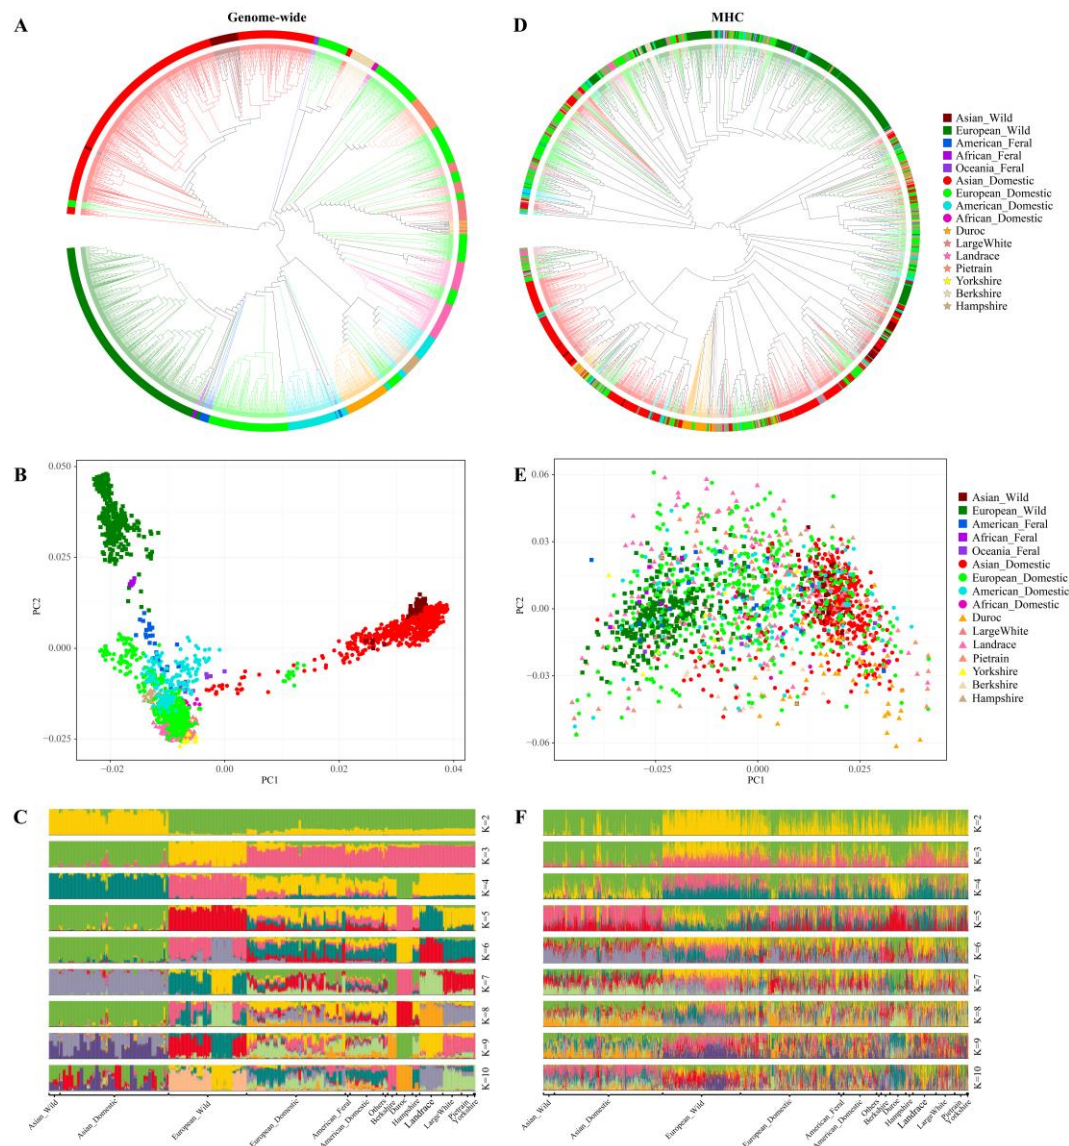 A Genome-wide D MHC
Asian_Wild
European_Wild
American_Feral
African_Feral
Oceania_Feral
Asian_Domestic
European_Domestic
American_Domestic
African_Domestic
Duroc
LargeWhite
Landrace
Pietrain
Yorkshire
Berkshire
Hampshire
B
0.050
0.025
0.000
−0.025
PC2
−0.02 0.00 0.02 0.04
PC1
E
0.06
0.03
0.00
−0.03
−0.06
PC2
−0.025 0.000 0.025
PC1
Asian_Wild
European_Wild
American_Feral
African_Feral
Oceania_Feral
Asian_Domestic
European_Domestic
American_Domestic
African_Domestic
Duroc
LargeWhite
Landrace
Pietrain
Yorkshire
Berkshire
Hampshire
C
K=2
K=3
K=4
K=5
K=6
K=7
K=8
K=9
K=10
Asian_Wild
Asian_Domestic
European_Wild
European_Domestic
American_Feral
American_Domestic
Others
Berkshire
Duroc
Hampshire
Landrace
LargeWhite
Pietrain
Yorkshire
F
K=2
K=3
K=4
K=5
K=6
K=7
K=8
K=9
K=10
Asian_Wild
Asian_Domestic
European_Wild
European_Domestic
American_Feral
American_Domestic
Others
Berkshire
Duroc
Hampshire
Landrace
LargeWhite
Pietrain
Yorkshire